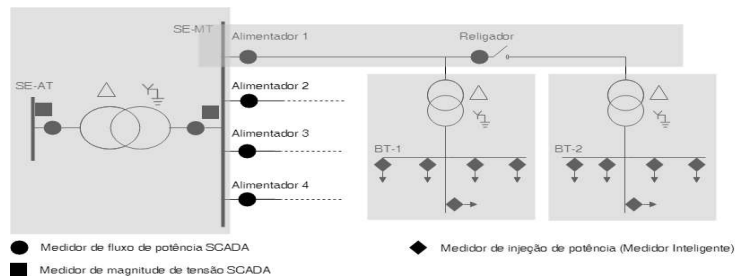 SE-MT
Alimentador 1
Religador
SE-AT
Alimentador 2
Alimentador 3
BT-1
BT-2
Alimentador 4
Medidor de fluxo de potência SCADA
Medidor de injeção de potência (Medidor Inteligente)
Medidor de magnitude de tensão SCADA